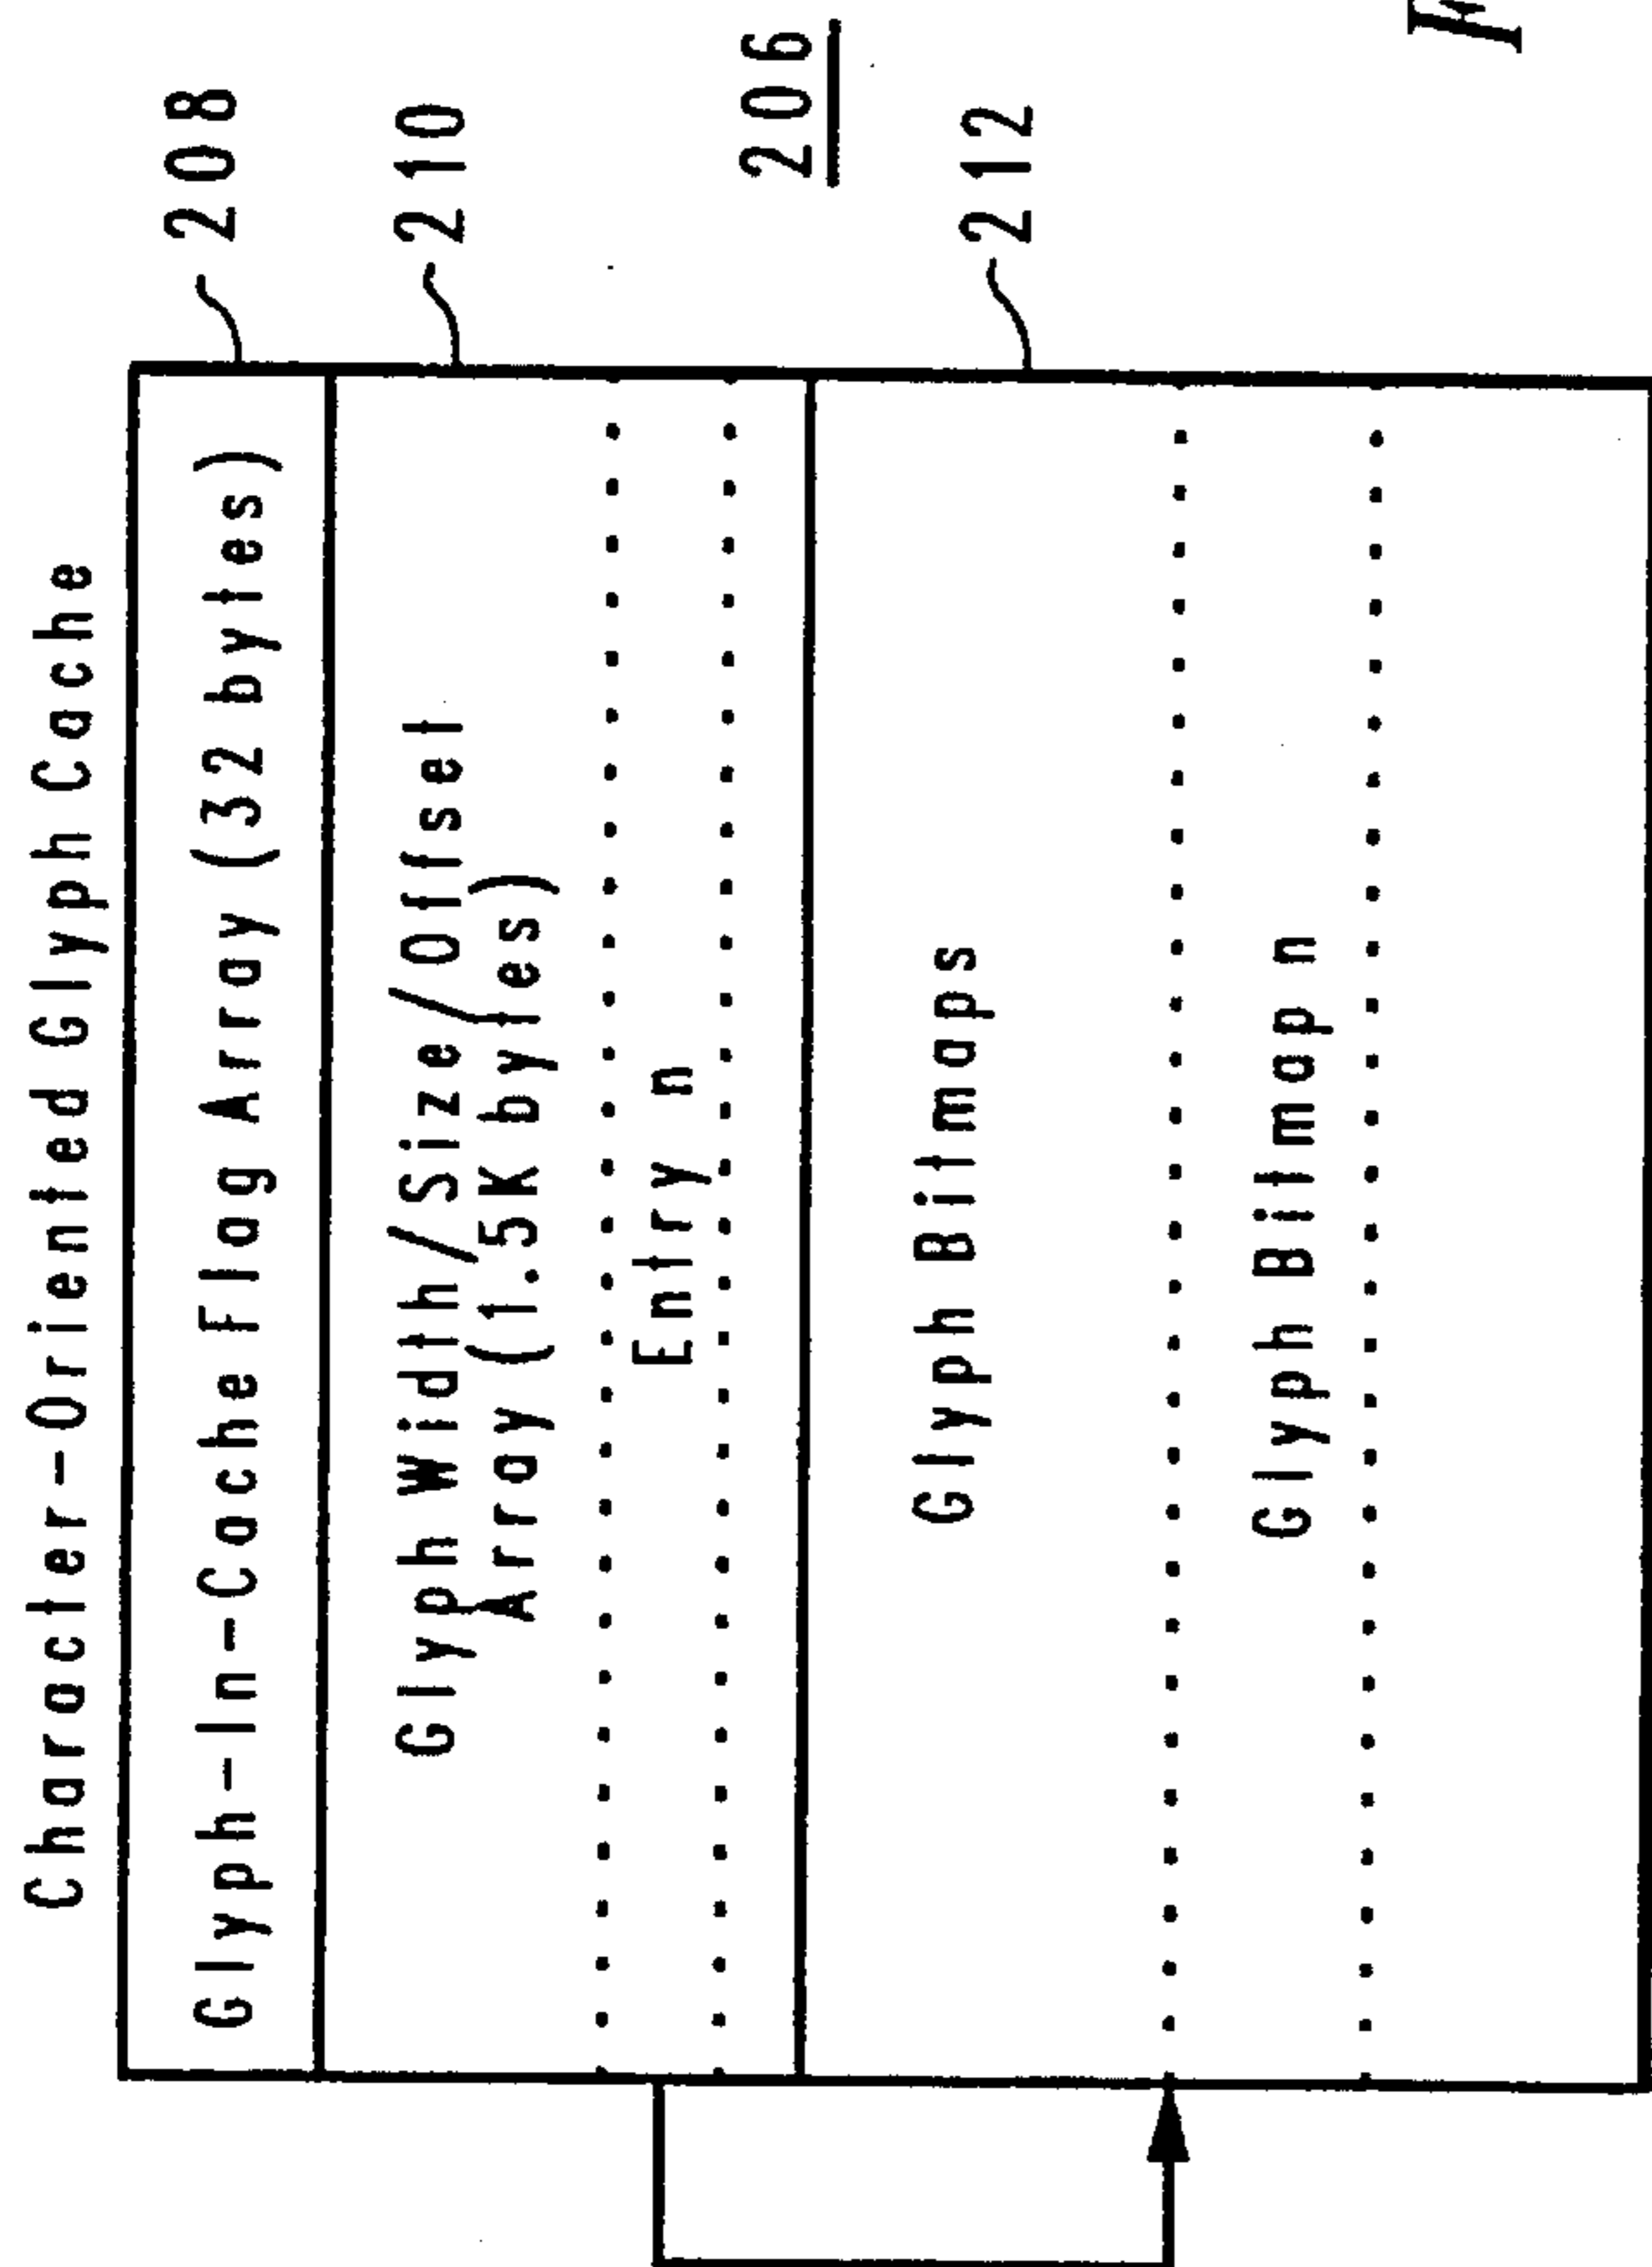 Character-Oriented Glyph Cache
Glyph-In-Cache Flag Array (32 bytes)
208
Glyph Width/Size/Offset
Array (1.5K bytes)
210
Entry n
206
Glyph Bitmaps
212
Glyph Bitmap n